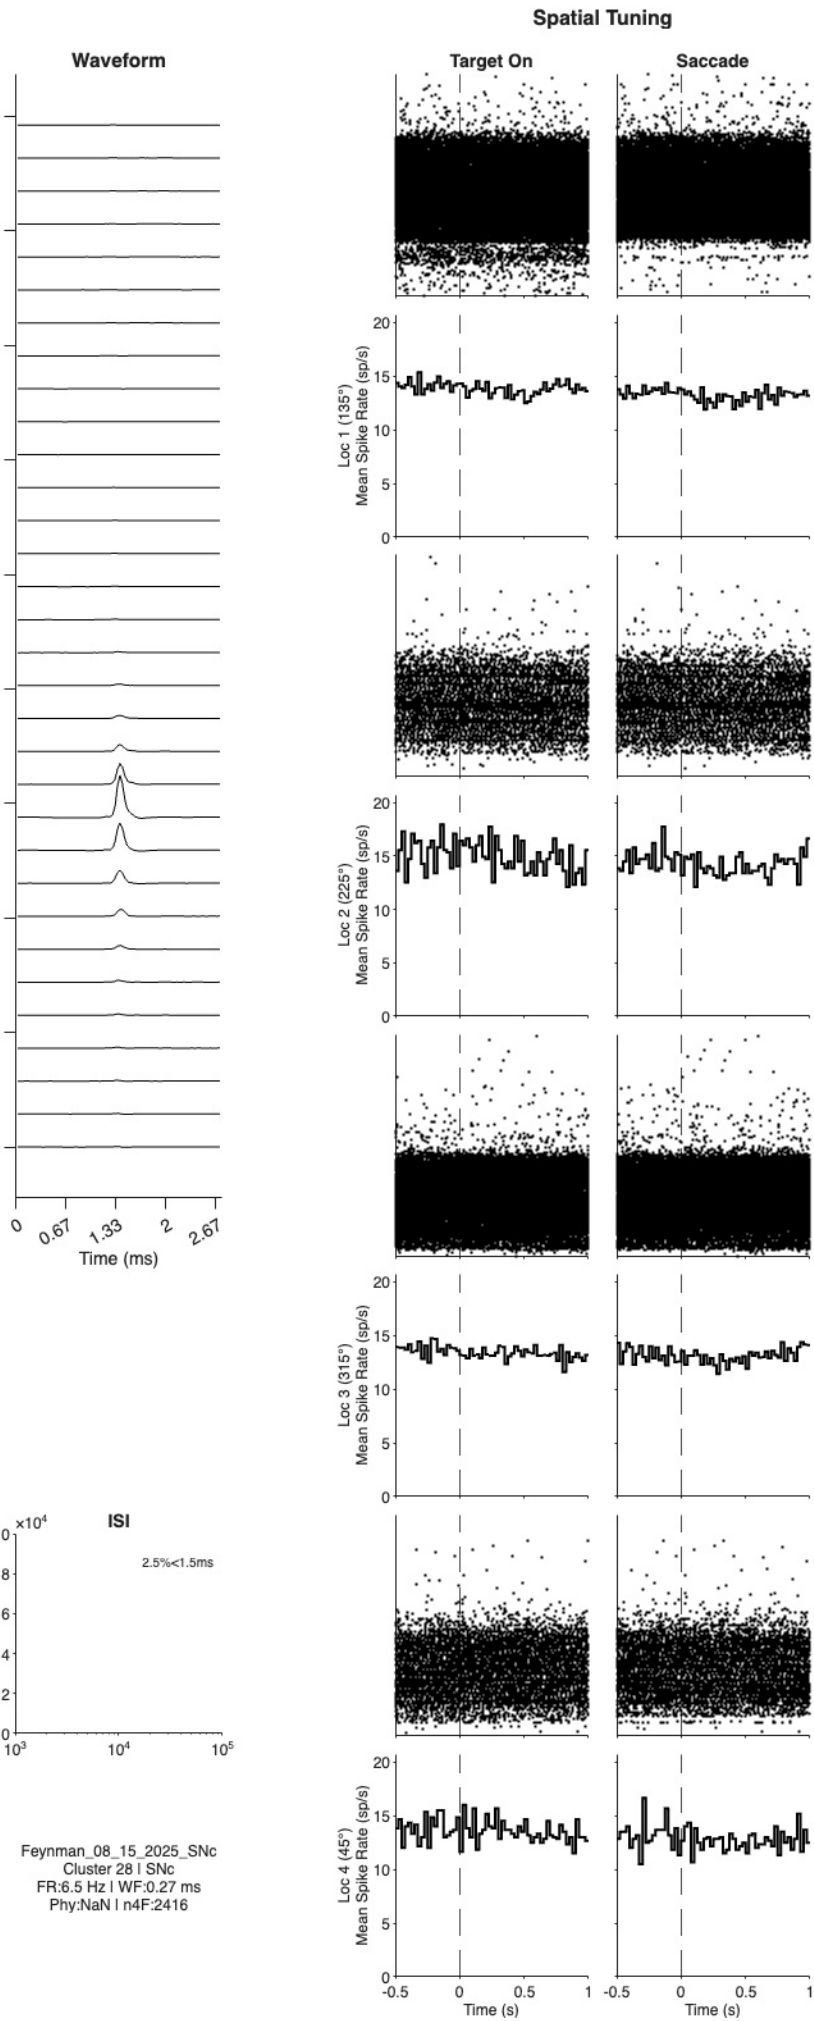 Spatial Tuning
Waveform
Target On
Saccade
0
0.67
1.33
2
2.67
Time (ms)
20
15
10
5
0
Loc 1 (135°)
Mean Spike Rate (sp/s)
20
15
10
5
0
Loc 2 (225°)
Mean Spike Rate (sp/s)
20
15
10
5
0
Loc 3 (315°)
Mean Spike Rate (sp/s)
20
15
10
5
0
Loc 4 (45°)
Mean Spike Rate (sp/s)
-0.5 0 0.5 1
Time (s)
-0.5 0 0.5 1
Time (s)
×10⁴
ISI
2.5%<1.5ms
0
8
6
4
2
0
10³ 10⁴ 10⁵
Feynman_08_15_2025_SNc
Cluster 28 | SNc
FR:6.5 Hz | WF:0.27 ms
Phy:NaN | n4F:2416